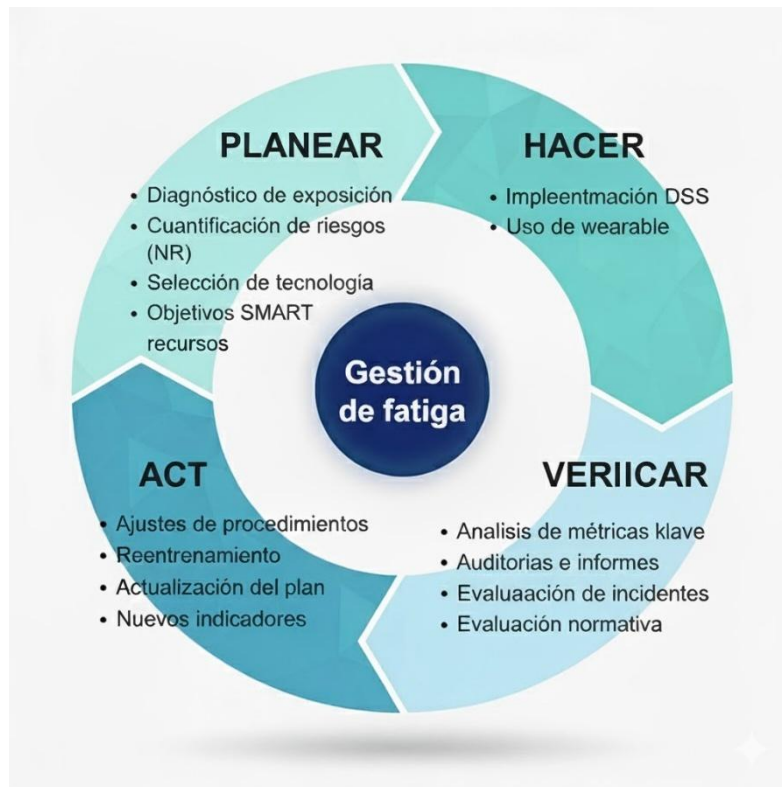 PLANEAR
• Diagnóstico de exposición
• Cuantificación de riesgos
(NR)
• Selección de tecnología
• Objetivos SMART
recursos
HACER
• Impleentmación DSS
• Uso de wearable
Gestión
de fatiga
ACT
• Ajustes de procedimientos
• Reentrenamiento
• Actualización del plan
• Nuevos indicadores
VERIICAR
• Analisis de métricas klave
• Auditorias e informes
• Evaluaación de incidentes
• Evaluación normativa